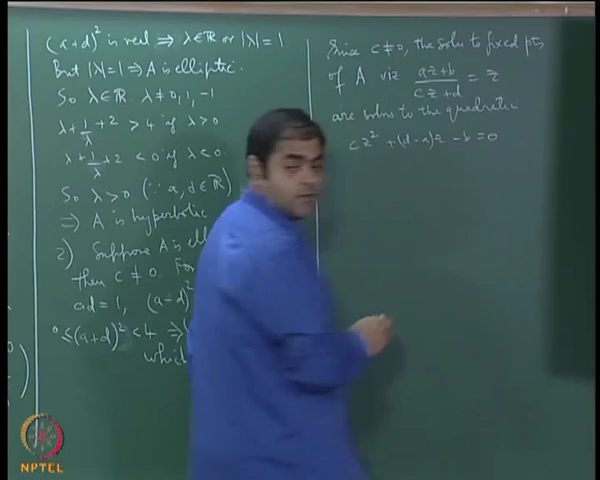 (a+d)² is real ⇒ λ∈ℝ or |λ|=1
But |λ|=1 ⇒ A is elliptic.
So λ∈ℝ λ≠0, 1, -1
λ+1/λ+2 > 4 if λ>0
λ+1/λ+2 <0 if λ<0.
So λ>0 (∵ a, d∈ℝ)
⇒ A is hyperbolic
2) Suppose A is
then c≠0. For
ad=1, (a-d)²
0≤(a+d)²<4 ⇒
which
Since c≠0, the solns to fixed pts
of A viz (az+b)/(cz+d) = z
are solns to the quadratic
cz² +(d-a)z -b=0
NPTEL